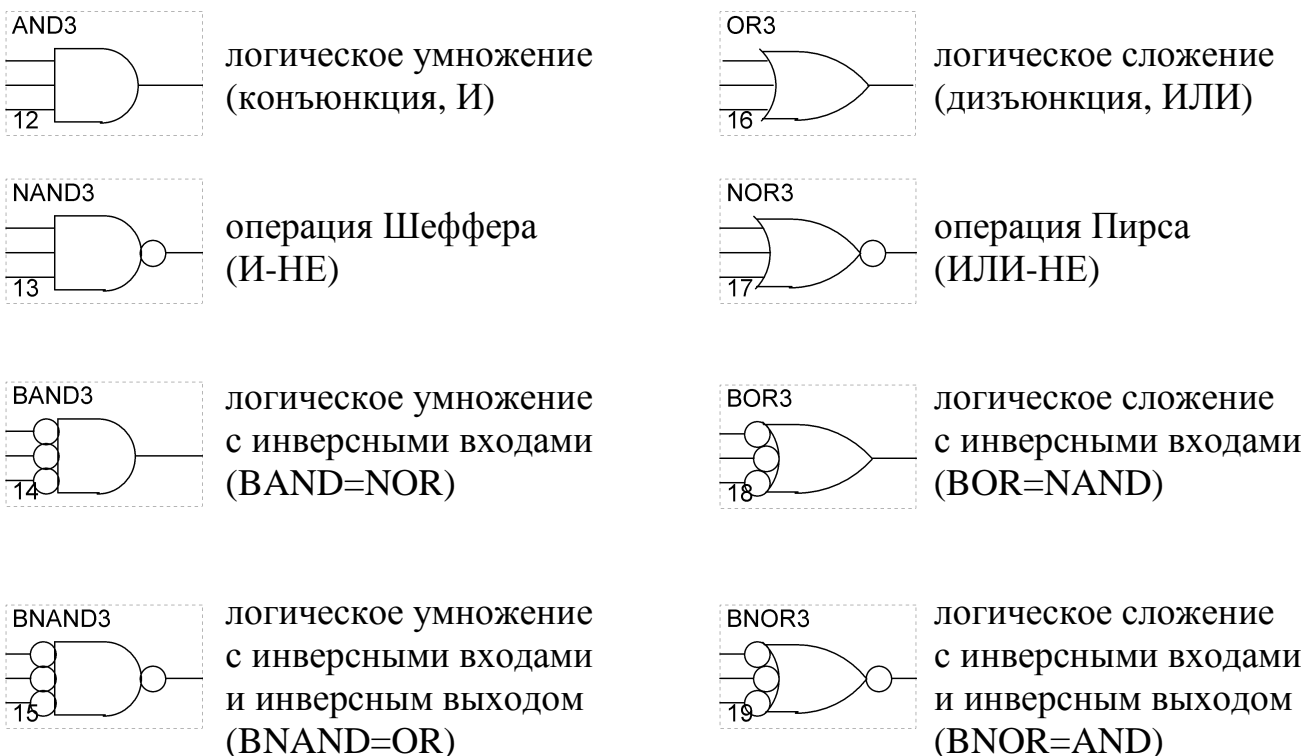 AND3
12
логическое умножение
(конъюнкция, И)
OR3
16
логическое сложение
(дизъюнкция, ИЛИ)
NAND3
13
операция Шеффера
(И-НЕ)
NOR3
17
операция Пирса
(ИЛИ-НЕ)
BAND3
14
логическое умножение
с инверсными входами
(BAND=NOR)
BOR3
18
логическое сложение
с инверсными входами
(BOR=NAND)
BNAND3
15
логическое умножение
с инверсными входами
и инверсным выходом
(BNAND=OR)
BNOR3
19
логическое сложение
с инверсными входами
и инверсным выходом
(BNOR=AND)